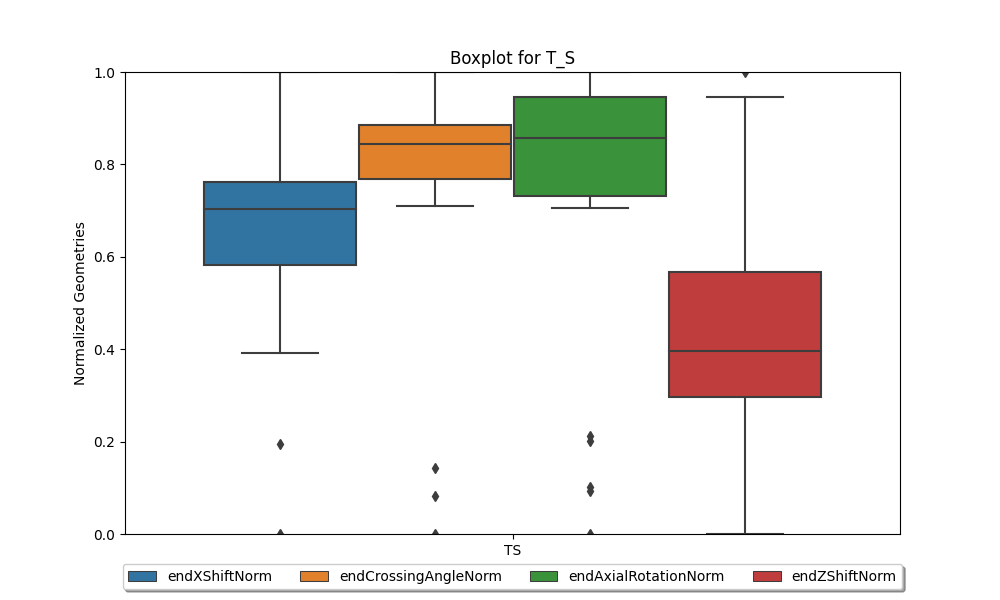 Boxplot for T_S
Normalized Geometries
1.0
0.8
0.6
0.4
0.2
0.0
TS
endXShiftNorm endCrossingAngleNorm endAxialRotationNorm endZShiftNorm